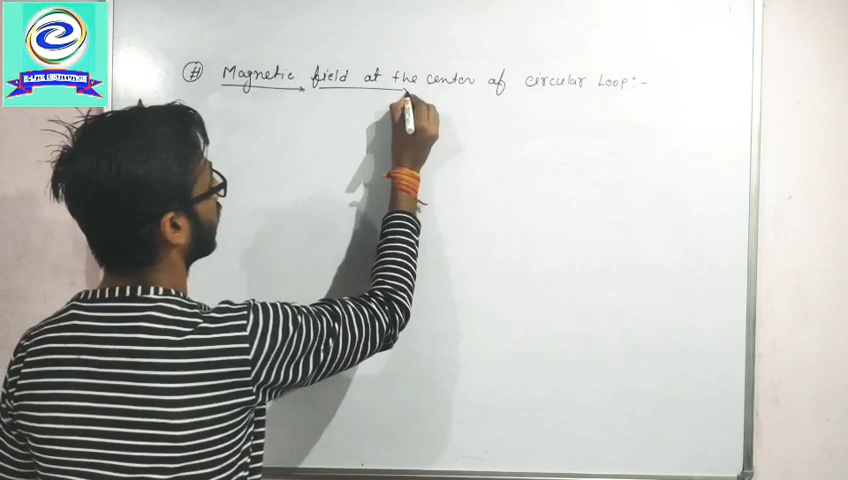 # Magnetic field at the center of circular Loop:-